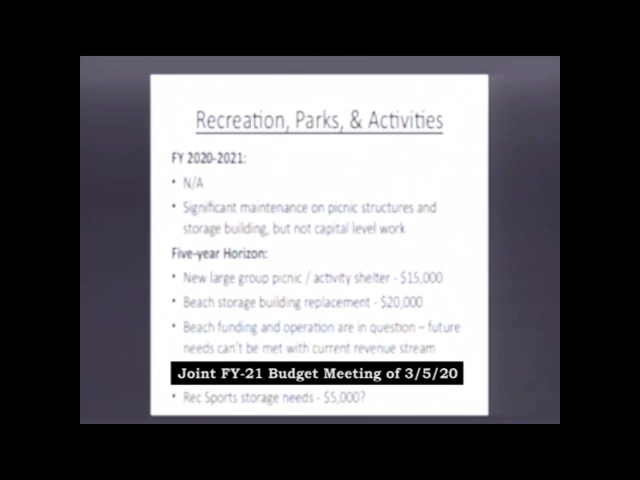 Recreation, Parks, & Activities
FY 2020-2021:
• N/A
• Significant maintenance on picnic structures and
storage building, but not capital level work
Five-year Horizon:
• New large group picnic / activity shelter - $15,000
• Beach storage building replacement - $20,000
• Beach funding and operation are in question – future
needs can't be met with current revenue stream
Joint FY-21 Budget Meeting of 3/5/20
• Rec Sports storage needs - $5,000?